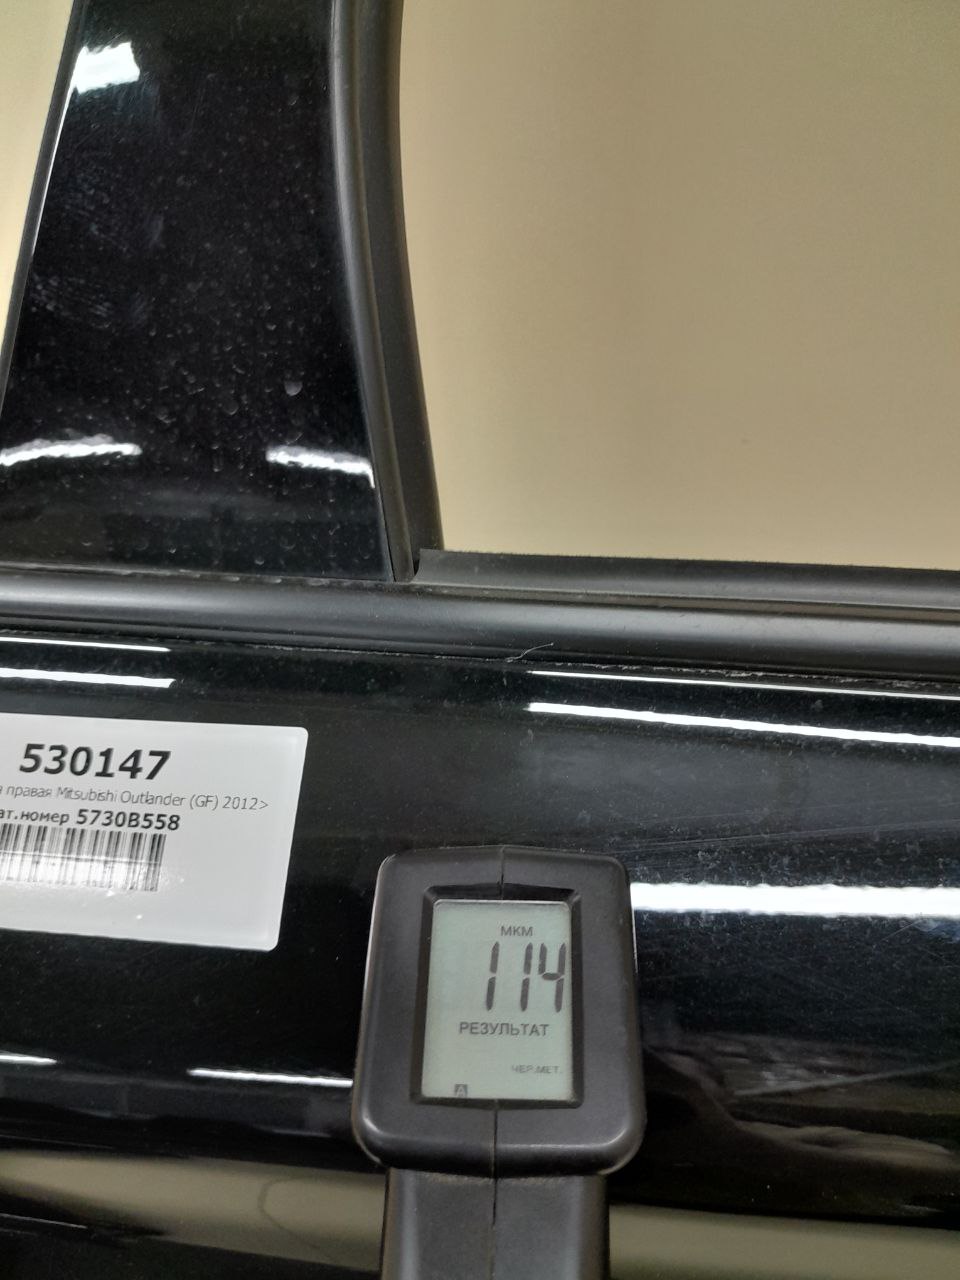 530147
правая Mitsubishi Outlander (GF) 2012>
ат.номер 5730B558
МКМ
114
РЕЗУЛЬТАТ
ЧЕР.МЕТ.
A